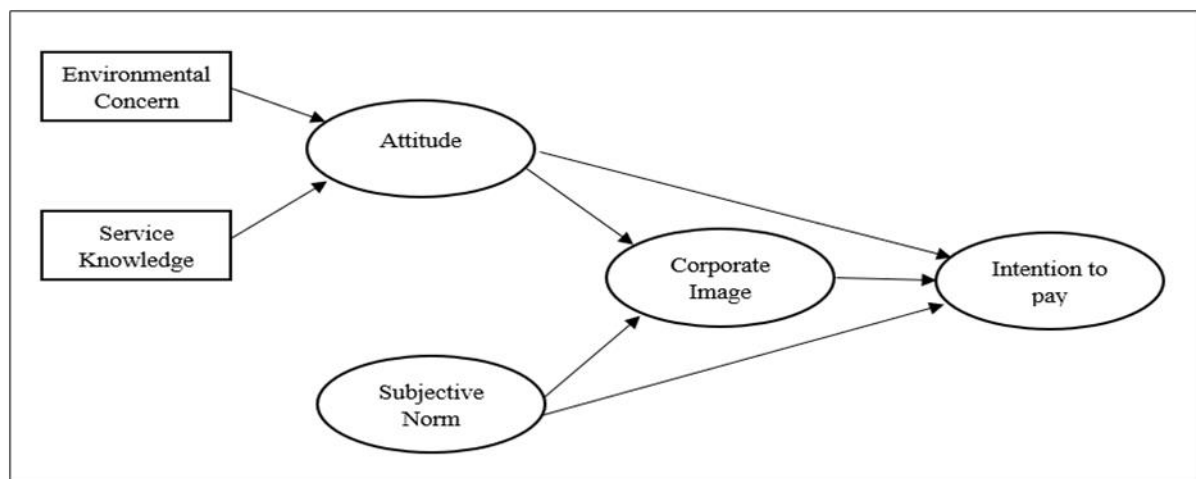 Environmental
Concern
Attitude
Service
Knowledge
Corporate
Image
Intention to
pay
Subjective
Norm